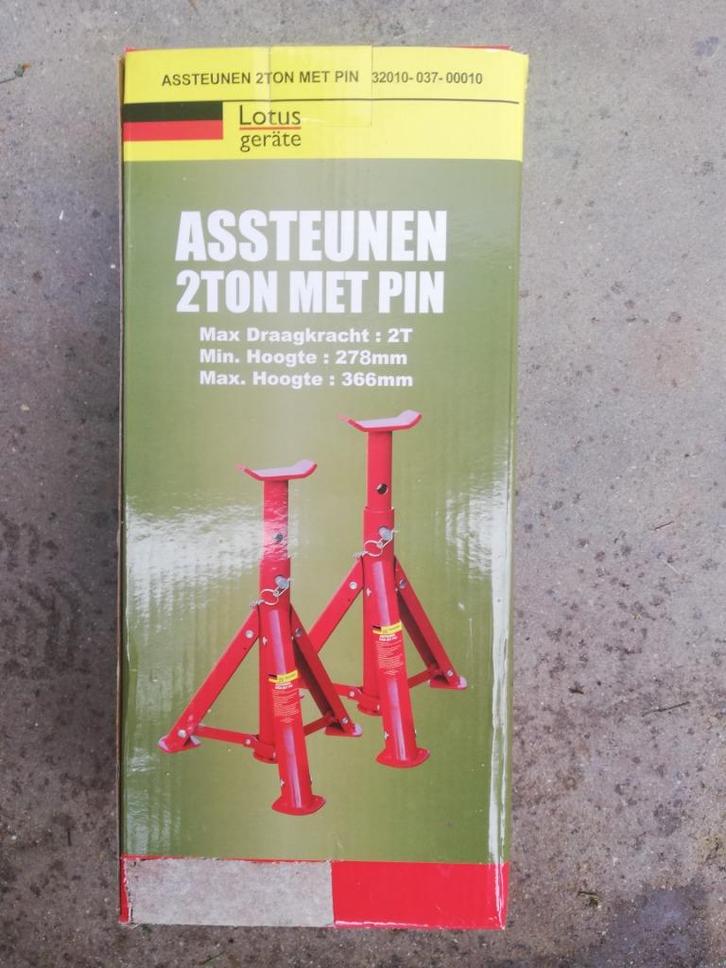 ASSTEUNEN 2TON MET PIN 32010-037-00010
Lotus
geräte
ASSTEUNEN
2TON MET PIN
Max Draagkracht : 2T
Min. Hoogte : 278mm
Max. Hoogte : 366mm